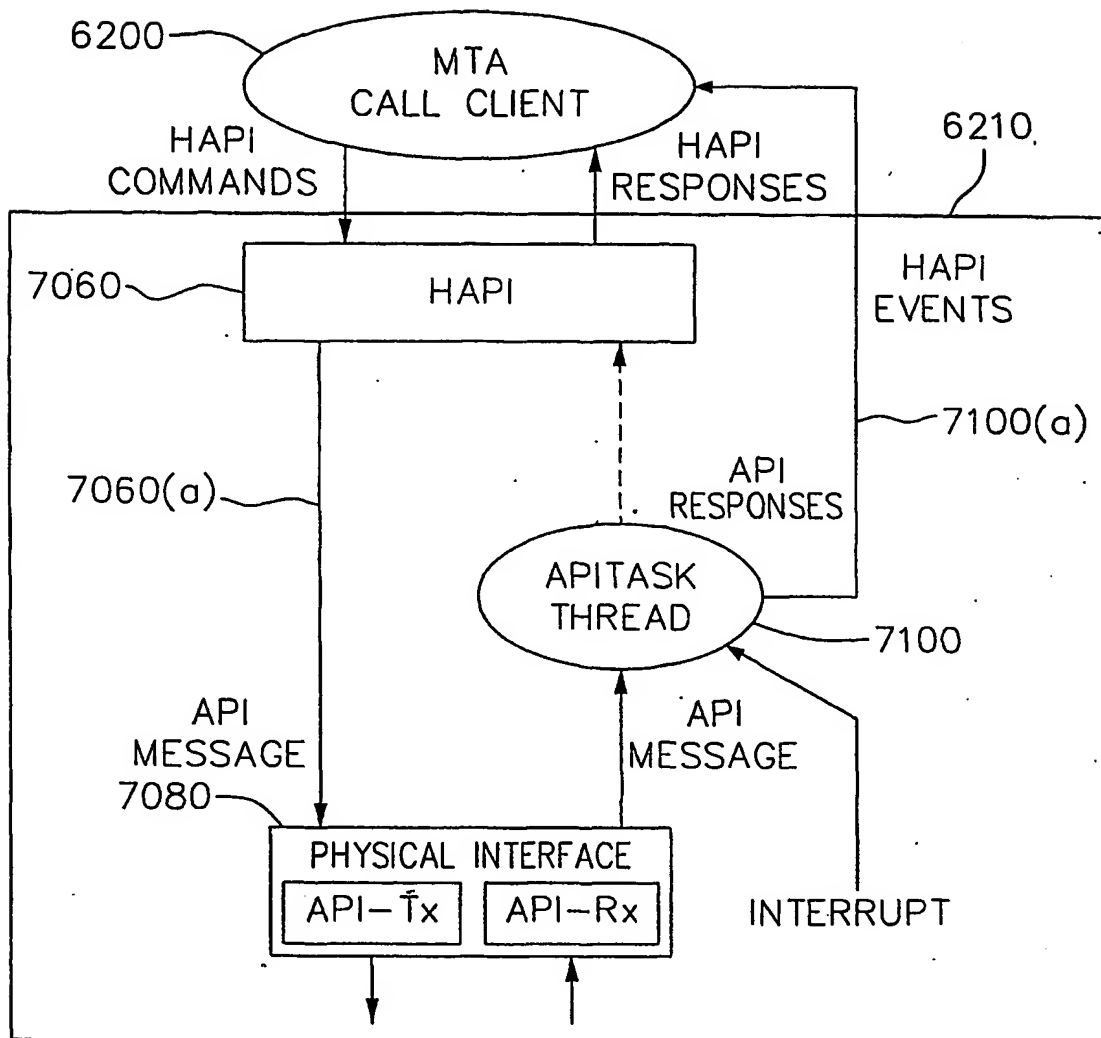 6200
MTA
CALL CLIENT
HAPI
COMMANDS
HAPI
RESPONSES
6210
7060
HAPI
HAPI
EVENTS
7100(a)
7060(a)
API
RESPONSES
APITASK
THREAD
7100
API
MESSAGE
API
MESSAGE
7080
PHYSICAL INTERFACE
API-Tx
API-Rx
INTERRUPT